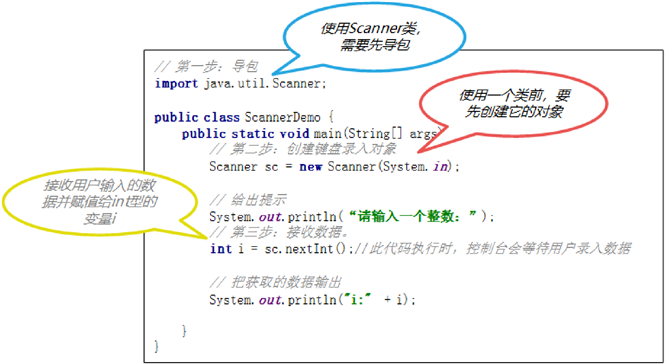 使用Scanner类，
需要先导包
// 第一步：导包
import java.util.Scanner;
使用一个类前，要
先创建它的对象
public class ScannerDemo {
public static void main(String[] args)
// 第二步：创建键盘录入对象
Scanner sc = new Scanner(System.in);
接收用户输入的数
据并赋值给int型的
变量i
// 给出提示
System.out.println(“请输入一个整数：”);
// 第三步：接收数据。
int i = sc.nextInt();//此代码执行时，控制台会等待用户录入数据
// 把获取的数据输出
System.out.println("i:" + i);
}
}